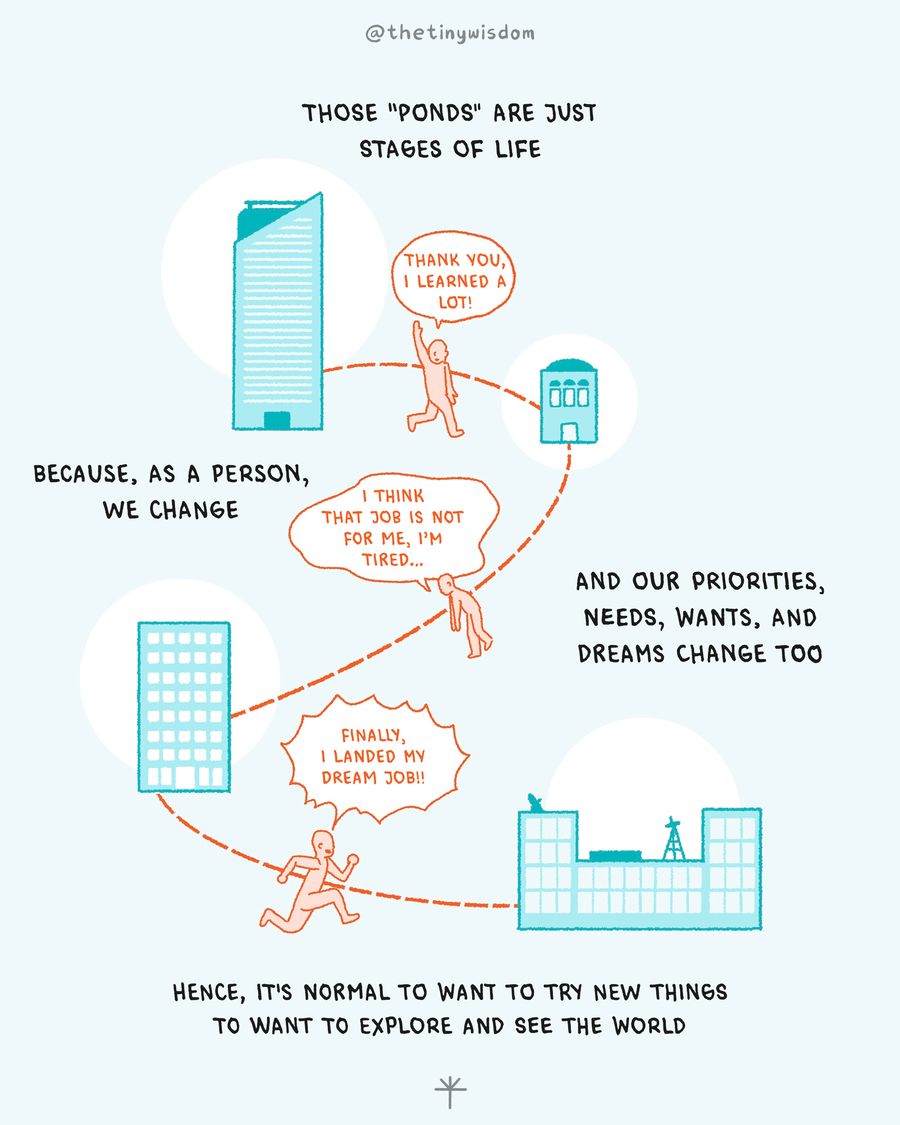 @thetinywisdom
THOSE "PONDS" ARE JUST
STAGES OF LIFE
THANK YOU,
I LEARNED A
LOT!
BECAUSE, AS A PERSON,
WE CHANGE
I THINK
THAT JOB IS NOT
FOR ME, I'M
TIRED...
AND OUR PRIORITIES,
NEEDS, WANTS, AND
DREAMS CHANGE TOO
FINALLY,
I LANDED MY
DREAM JOB!!
HENCE, IT'S NORMAL TO WANT TO TRY NEW THINGS
TO WANT TO EXPLORE AND SEE THE WORLD